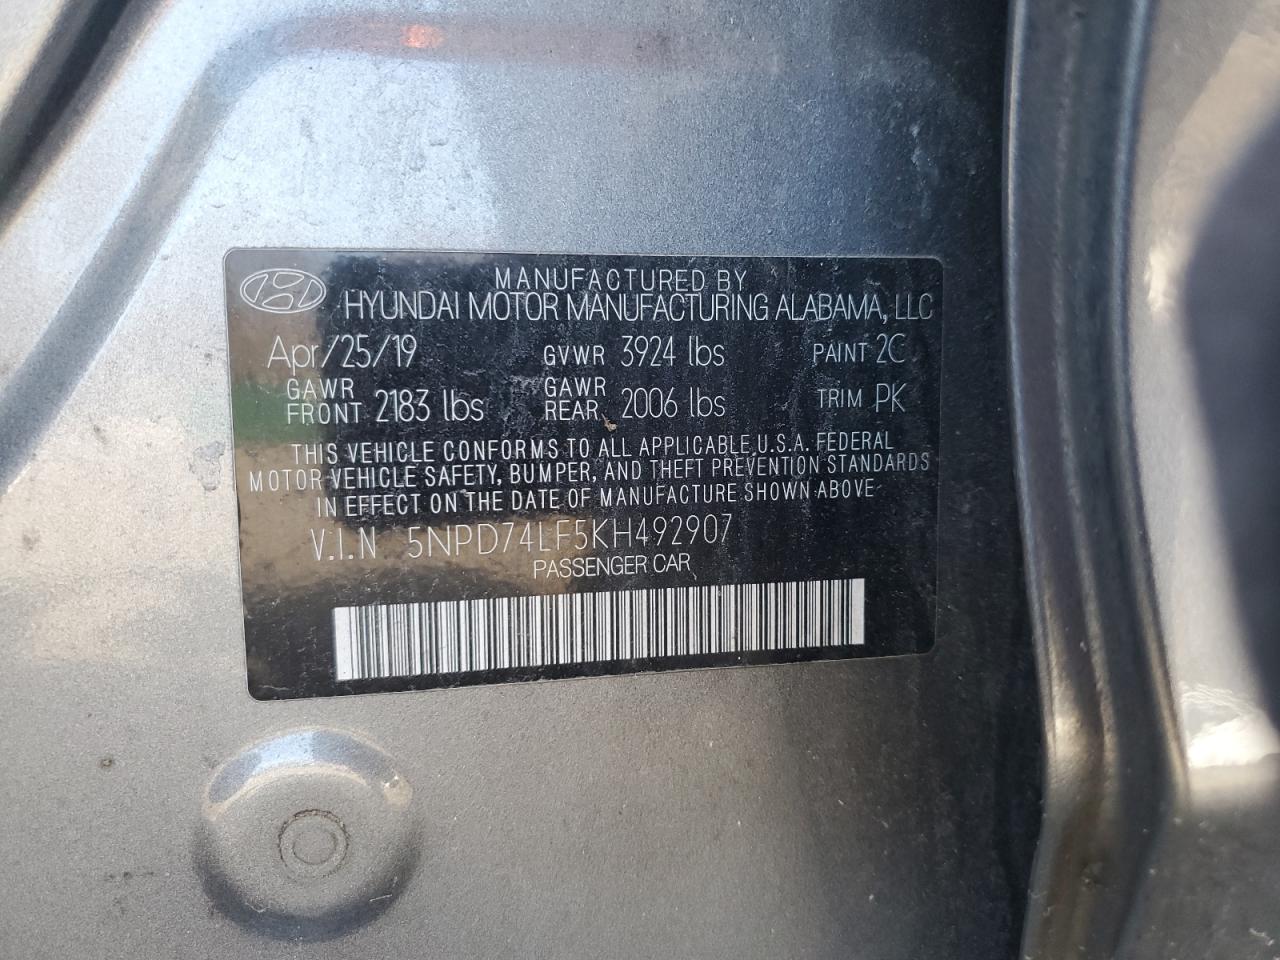 MANUFACTURED BY
HYUNDAI MOTOR MANUFACTURING ALABAMA, LLC
Apr/25/19 GVWR 3924 lbs PAINT 2C
GAWR FRONT 2183 lbs GAWR REAR 2006 lbs TRIM PK
THIS VEHICLE CONFORMS TO ALL APPLICABLE U.S.A. FEDERAL
MOTOR VEHICLE SAFETY, BUMPER, AND THEFT PREVENTION STANDARDS
IN EFFECT ON THE DATE OF MANUFACTURE SHOWN ABOVE
V.I.N 5NPD74LF5KH492907
PASSENGER CAR